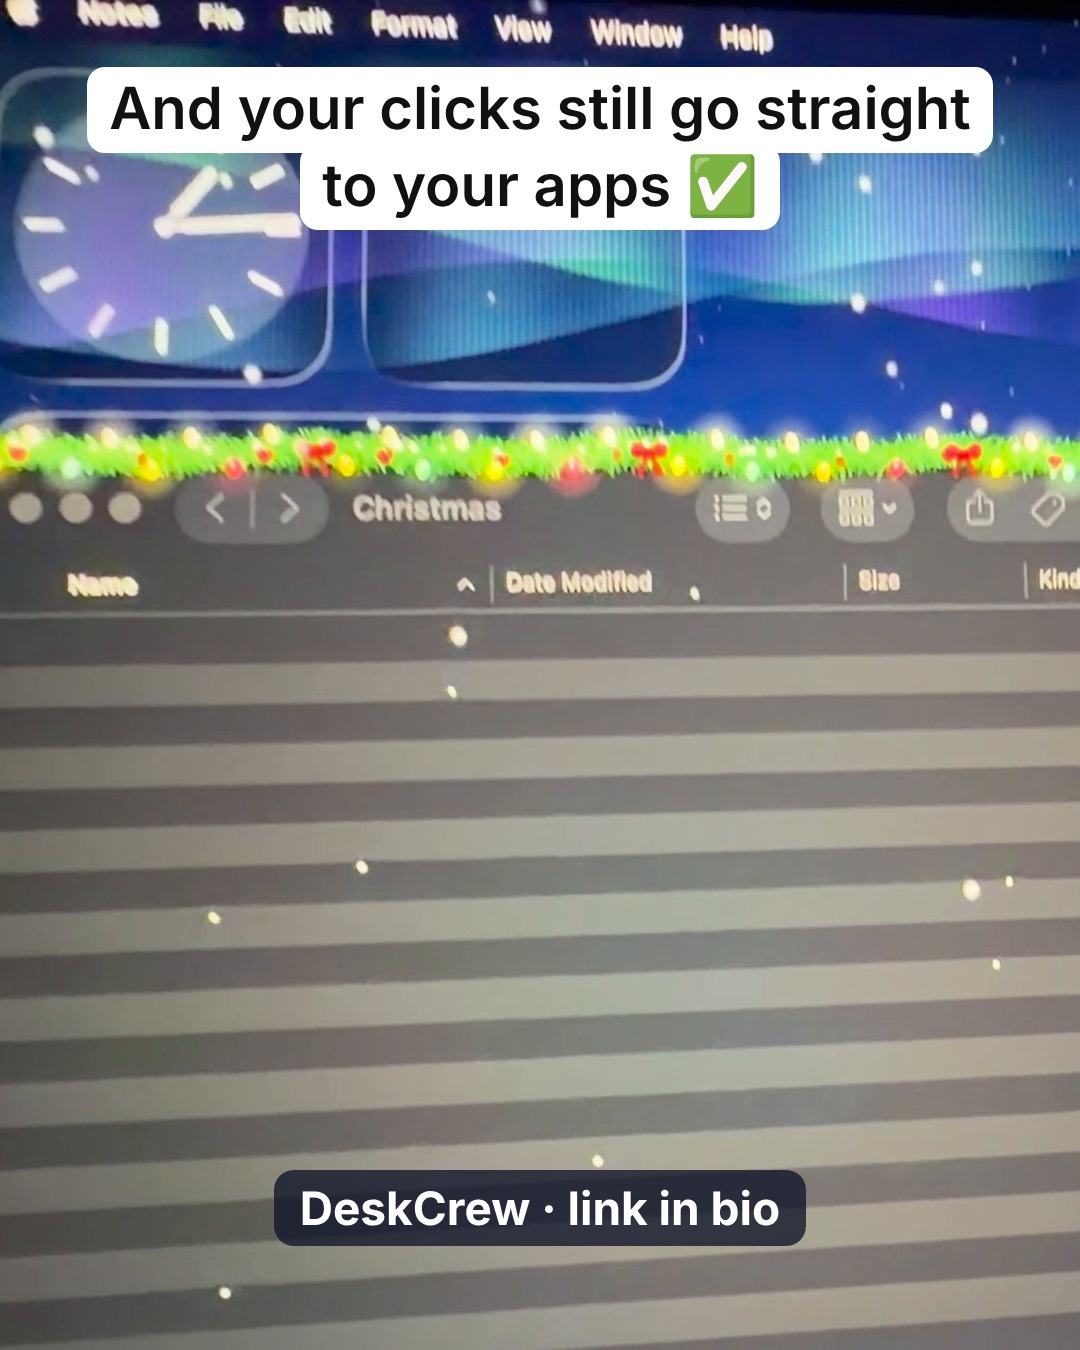 Notes File Edit Format View Window Help
And your clicks still go straight
to your apps ✅
Christmas
Name Date Modified Size Kind
DeskCrew · link in bio